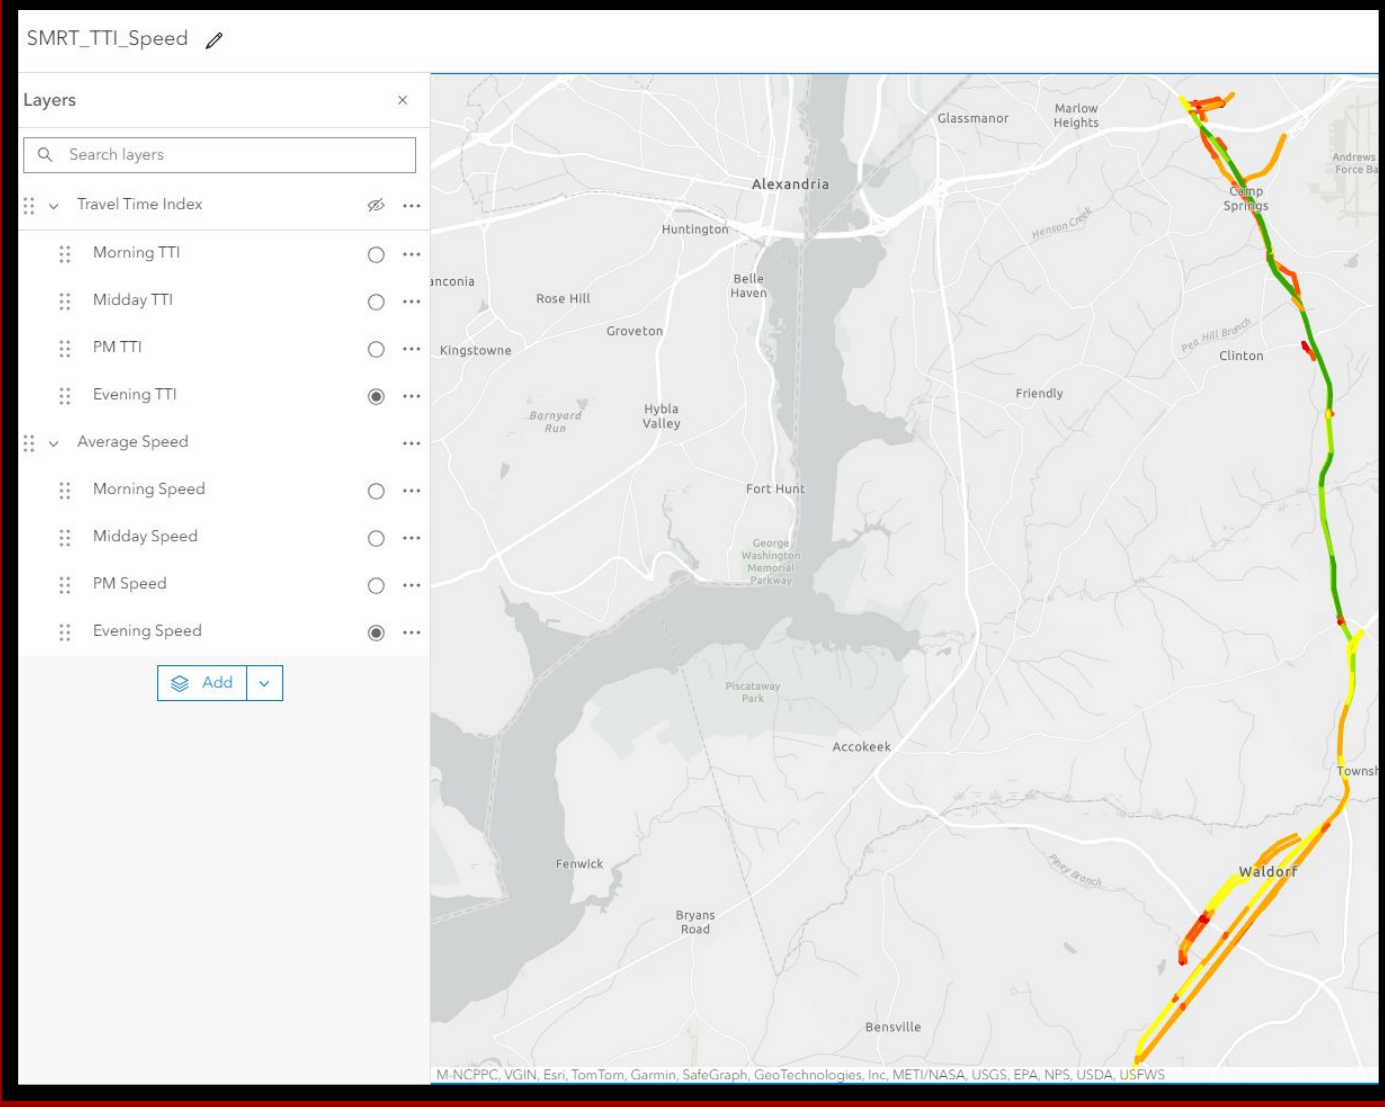 SMRT_TTI_Speed
Layers
Search layers
Travel Time Index
Morning TTI
Midday TTI
PM TTI
Evening TTI
Average Speed
Morning Speed
Midday Speed
PM Speed
Evening Speed
Add
Glassmanor
Marlow
Heights
Andrews
Force Ba
Alexandria
Camp
Springs
Huntington
Henson Creek
anconia
Belle
Haven
Rose Hill
Groveton
Kingstowne
Pea Hill Branch
Clinton
Friendly
Barnyard
Run
Hybla
Valley
Fort Hunt
George
Washington
Memorial
Parkway
Piscataway
Park
Accokeek
Townsh
Fenwick
Piney Branch
Waldorf
Bryans
Road
Bensville
M-NCPPC, VGIN, Esri, TomTom, Garmin, SafeGraph, GeoTechnologies, Inc, METI/NASA, USGS, EPA, NPS, USDA, USFWS